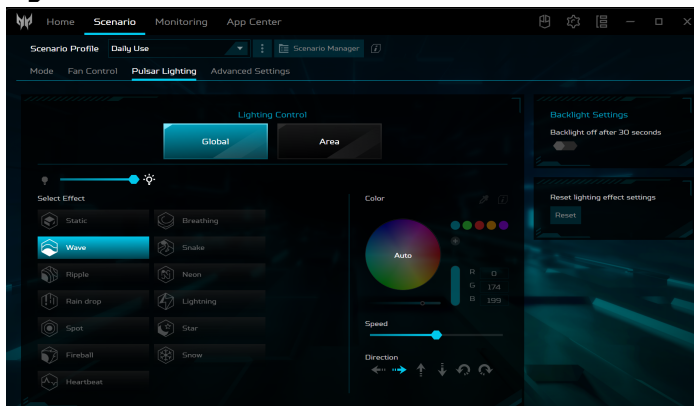 Home Scenario Monitoring App Center
Scenario Profile Daily Use Scenario Manager
Mode Fan Control Pulsar Lighting Advanced Settings
Lighting Control
Global Area
Select Effect
Static Breathing
Wave Snake
Ripple Neon
Rain drop Lightning
Spot Star
Fireball Snow
Heartbeat
Color
Auto
R 0
G 174
B 199
Speed
Direction
Backlight Settings
Backlight off after 30 seconds
Reset lighting effect settings
Reset